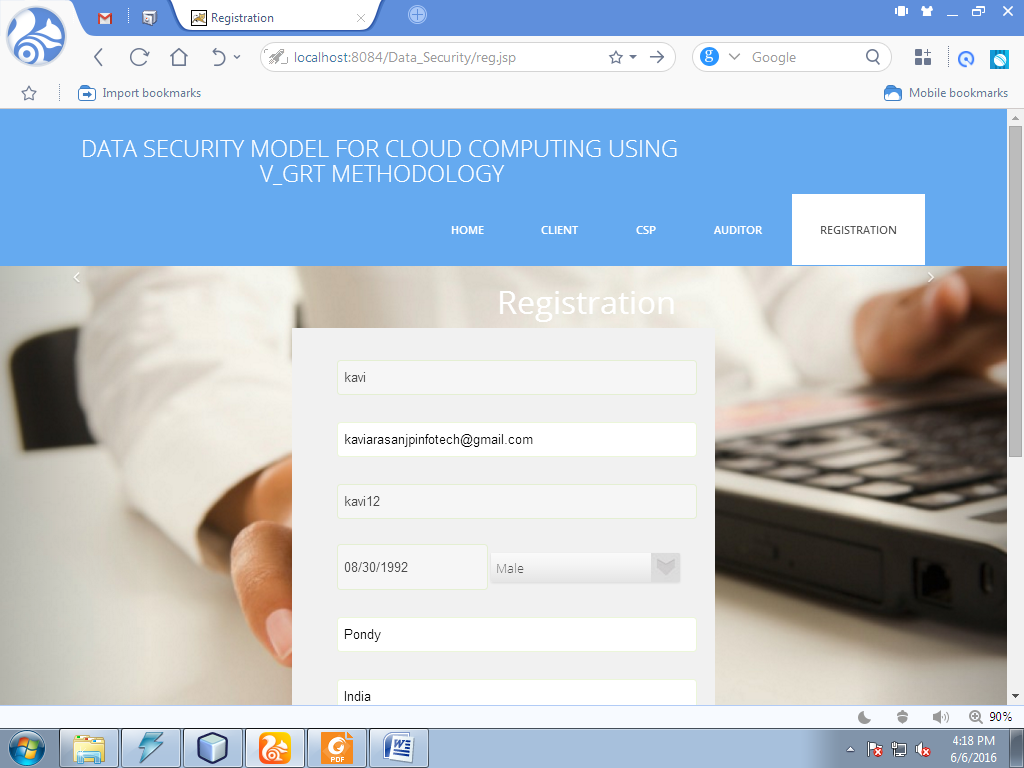 Registration
localhost:8084/Data_Security/reg.jsp
g
Google
Import bookmarks
Mobile bookmarks
DATA SECURITY MODEL FOR CLOUD COMPUTING USING
V_GRT METHODOLOGY
HOME CLIENT CSP AUDITOR REGISTRATION
Registration
kavi
kaviarasanjpinfotech@gmail.com
kavi12
08/30/1992 Male
Pondy
India
90%
PDF
4:18 PM
6/6/2016